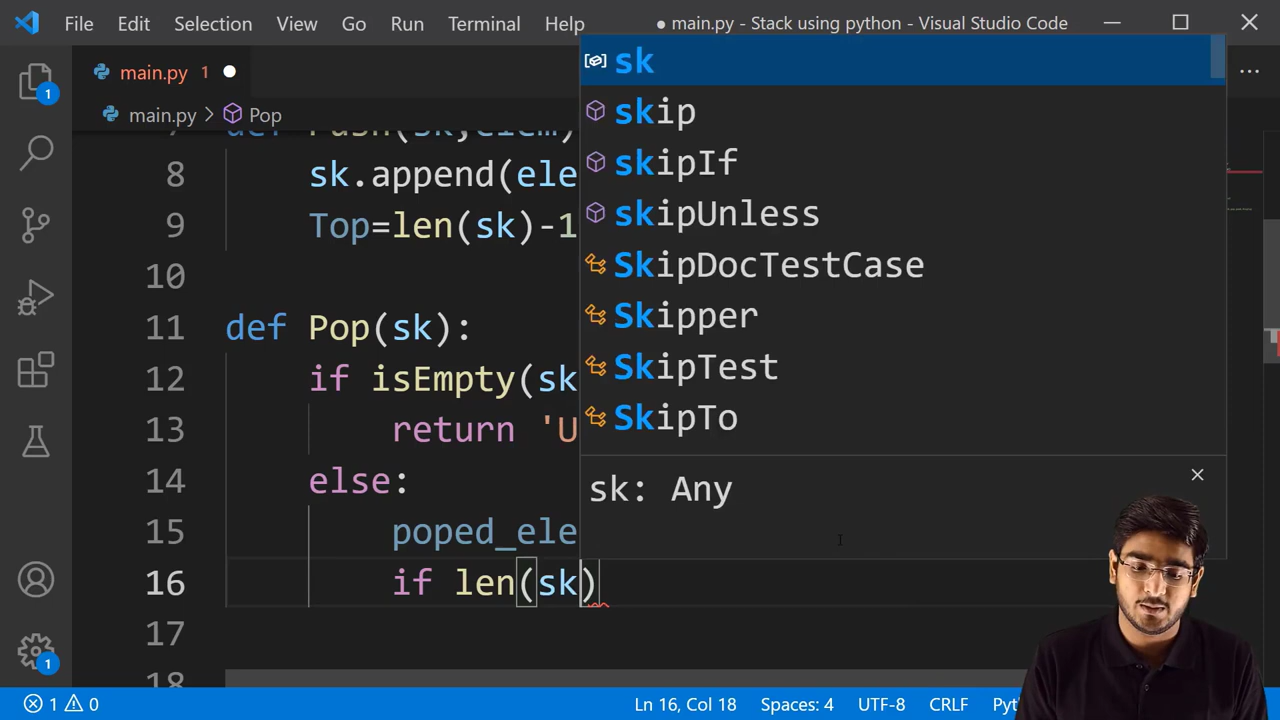 File Edit Selection View Go Run Terminal Help ● main.py - Stack using python - Visual Studio Code
main.py 1
main.py > Pop
8 sk.append(ele
9 Top=len(sk)-1
10
11 def Pop(sk):
12 if isEmpty(sk
13 return 'U
14 else:
15 poped_ele
16 if len(sk)
17
18
sk
skip
skipIf
skipUnless
SkipDocTestCase
Skipper
SkipTest
SkipTo
sk: Any
1
1
1 0 Ln 16, Col 18 Spaces: 4 UTF-8 CRLF